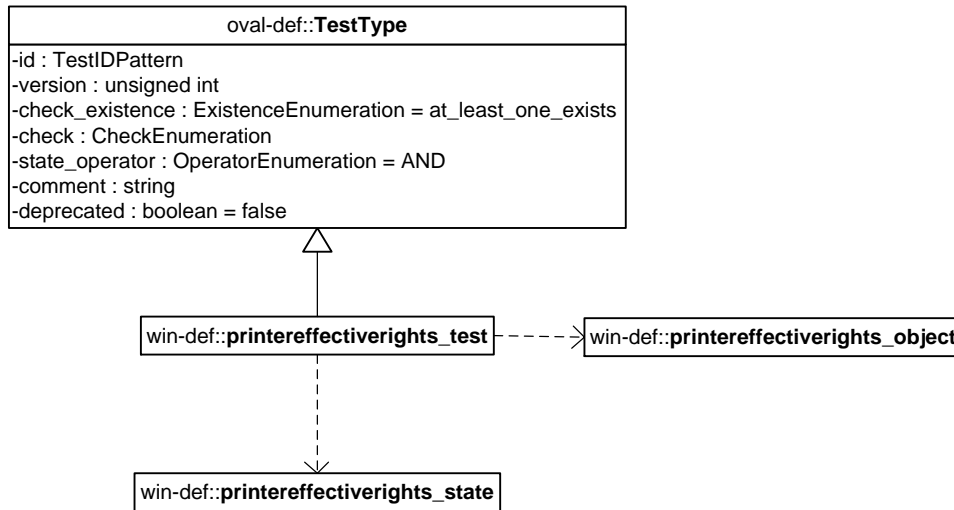 oval-def::TestType
-id : TestIDPattern
-version : unsigned int
-check_existence : ExistenceEnumeration = at_least_one_exists
-check : CheckEnumeration
-state_operator : OperatorEnumeration = AND
-comment : string
-deprecated : boolean = false
win-def::printereffectiverights_test
win-def::printereffectiverights_object
win-def::printereffectiverights_state